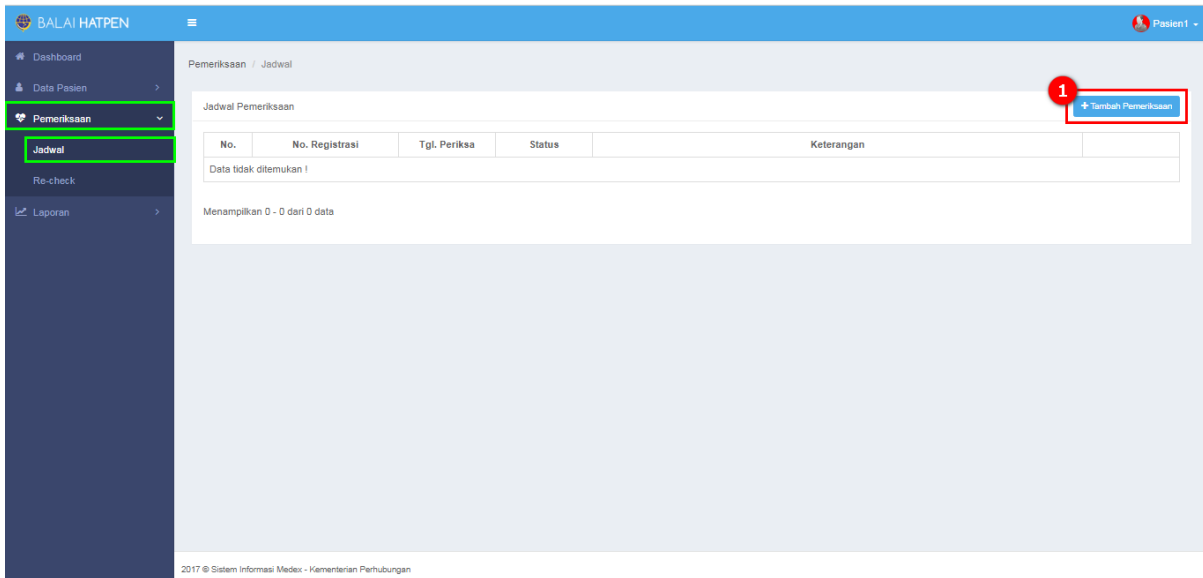 BALAI HATPEN
Pasien1
Dashboard
Data Pasien
Pemeriksaan
Jadwal
Re-check
Laporan
Pemeriksaan / Jadwal
Jadwal Pemeriksaan
1
+ Tambah Pemeriksaan
No. No. Registrasi Tgl. Periksa Status Keterangan
Data tidak ditemukan !
Menampilkan 0 - 0 dari 0 data
2017 © Sistem Informasi Medex - Kementerian Perhubungan